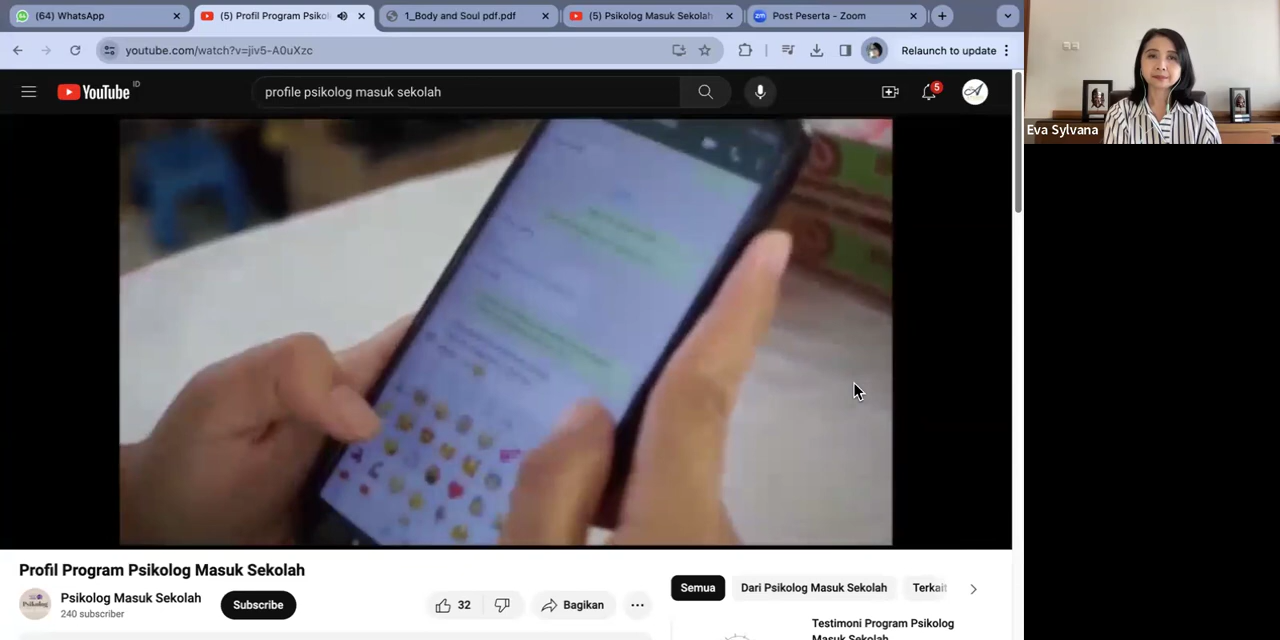 (64) WhatsApp
(5) Profil Program Psikol
1_Body and Soul pdf.pdf
(5) Psikolog Masuk Sekolah
Post Peserta - Zoom
youtube.com/watch?v=jiv5-A0uXzc
Relaunch to update
YouTube ID
profile psikolog masuk sekolah
5
Eva Sylvana
Profil Program Psikolog Masuk Sekolah
Psikolog Masuk Sekolah
240 subscriber
Subscribe
32
Bagikan
Semua
Dari Psikolog Masuk Sekolah
Terkait
Testimoni Program Psikolog
Masuk Sekolah